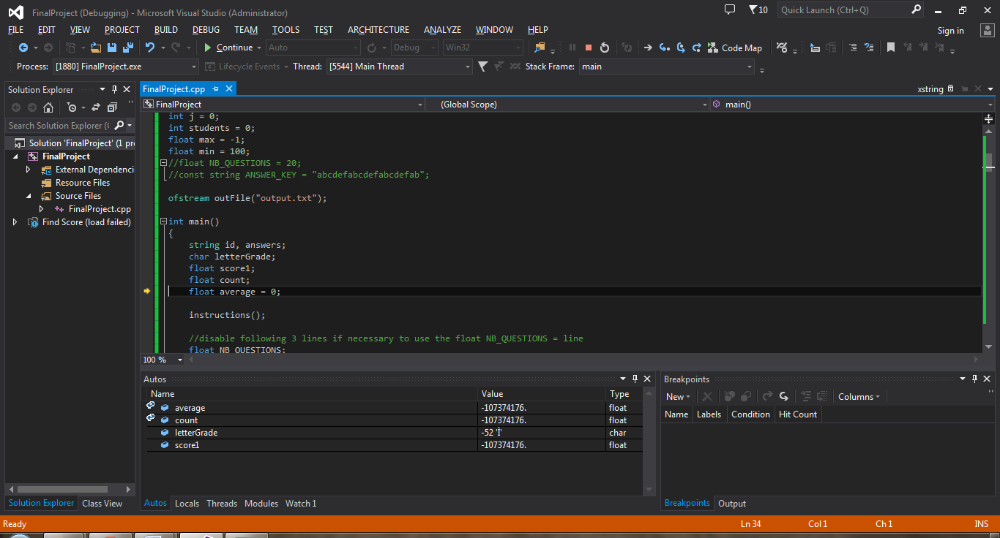 FinalProject (Debugging) - Microsoft Visual Studio (Administrator)
10
Quick Launch (Ctrl+Q)
FILE EDIT VIEW PROJECT BUILD DEBUG TEAM TOOLS TEST ARCHITECTURE ANALYZE WINDOW HELP
Sign in
Continue Auto Debug Win32 Code Map
Process: [1880] FinalProject.exe Lifecycle Events Thread: [5544] Main Thread Stack Frame: main
Solution Explorer
Search Solution Explorer (
Solution 'FinalProject' (1 pr
FinalProject
External Dependenci
Resource Files
Source Files
FinalProject.cpp
Find Score (load failed)
FinalProject.cpp
xstring
FinalProject (Global Scope) main()
int j = 0;
int students = 0;
float max = -1;
float min = 100;
//float NB_QUESTIONS = 20;
//const string ANSWER_KEY = "abcdefabcdefabcdefab";
ofstream outFile("output.txt");
int main()
{
string id, answers;
char letterGrade;
float score1;
float count;
float average = 0;
instructions();
//disable following 3 lines if necessary to use the float NB_QUESTIONS = line
float NB_QUESTIONS;
100 %
Autos
Name Value Type
average -107374176. float
count -107374176. float
letterGrade -52 'Ì' char
score1 -107374176. float
Breakpoints
New Columns
Name Labels Condition Hit Count
Solution Explorer Class View
Autos Locals Threads Modules Watch 1
Breakpoints Output
Ready Ln 34 Col 1 Ch 1 INS